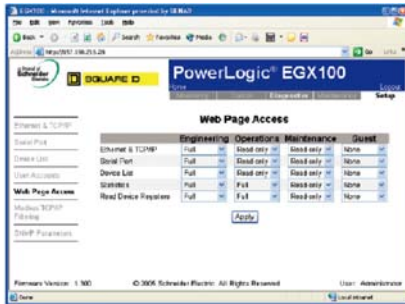 EGX100 - Microsoft Internet Explorer provided by
File Edit View Favorites Tools Help
Back Search Favorites Media
Address Go Links
Schneider Electric
SQUARE D
PowerLogic® EGX100
Home Logout
Monitoring Control Diagnostics Maintenance Setup
Ethernet & TCP/IP
Serial Port
Device List
User Accounts
Web Page Access
Modbus TCP/IP Filtering
SNMP Parameters
Web Page Access
Engineering Operations Maintenance Guest
Ethernet & TCP/IP Full Read only Read only None
Serial Port Full Read only Read only None
Device List Full Read only Read only None
Statistics Full Full Read only None
Read Device Registers Full Full Read only None
Apply
Firmware Version: 1.300 © 2005 Schneider Electric. All Rights Reserved User: Administrator
Done Local intranet